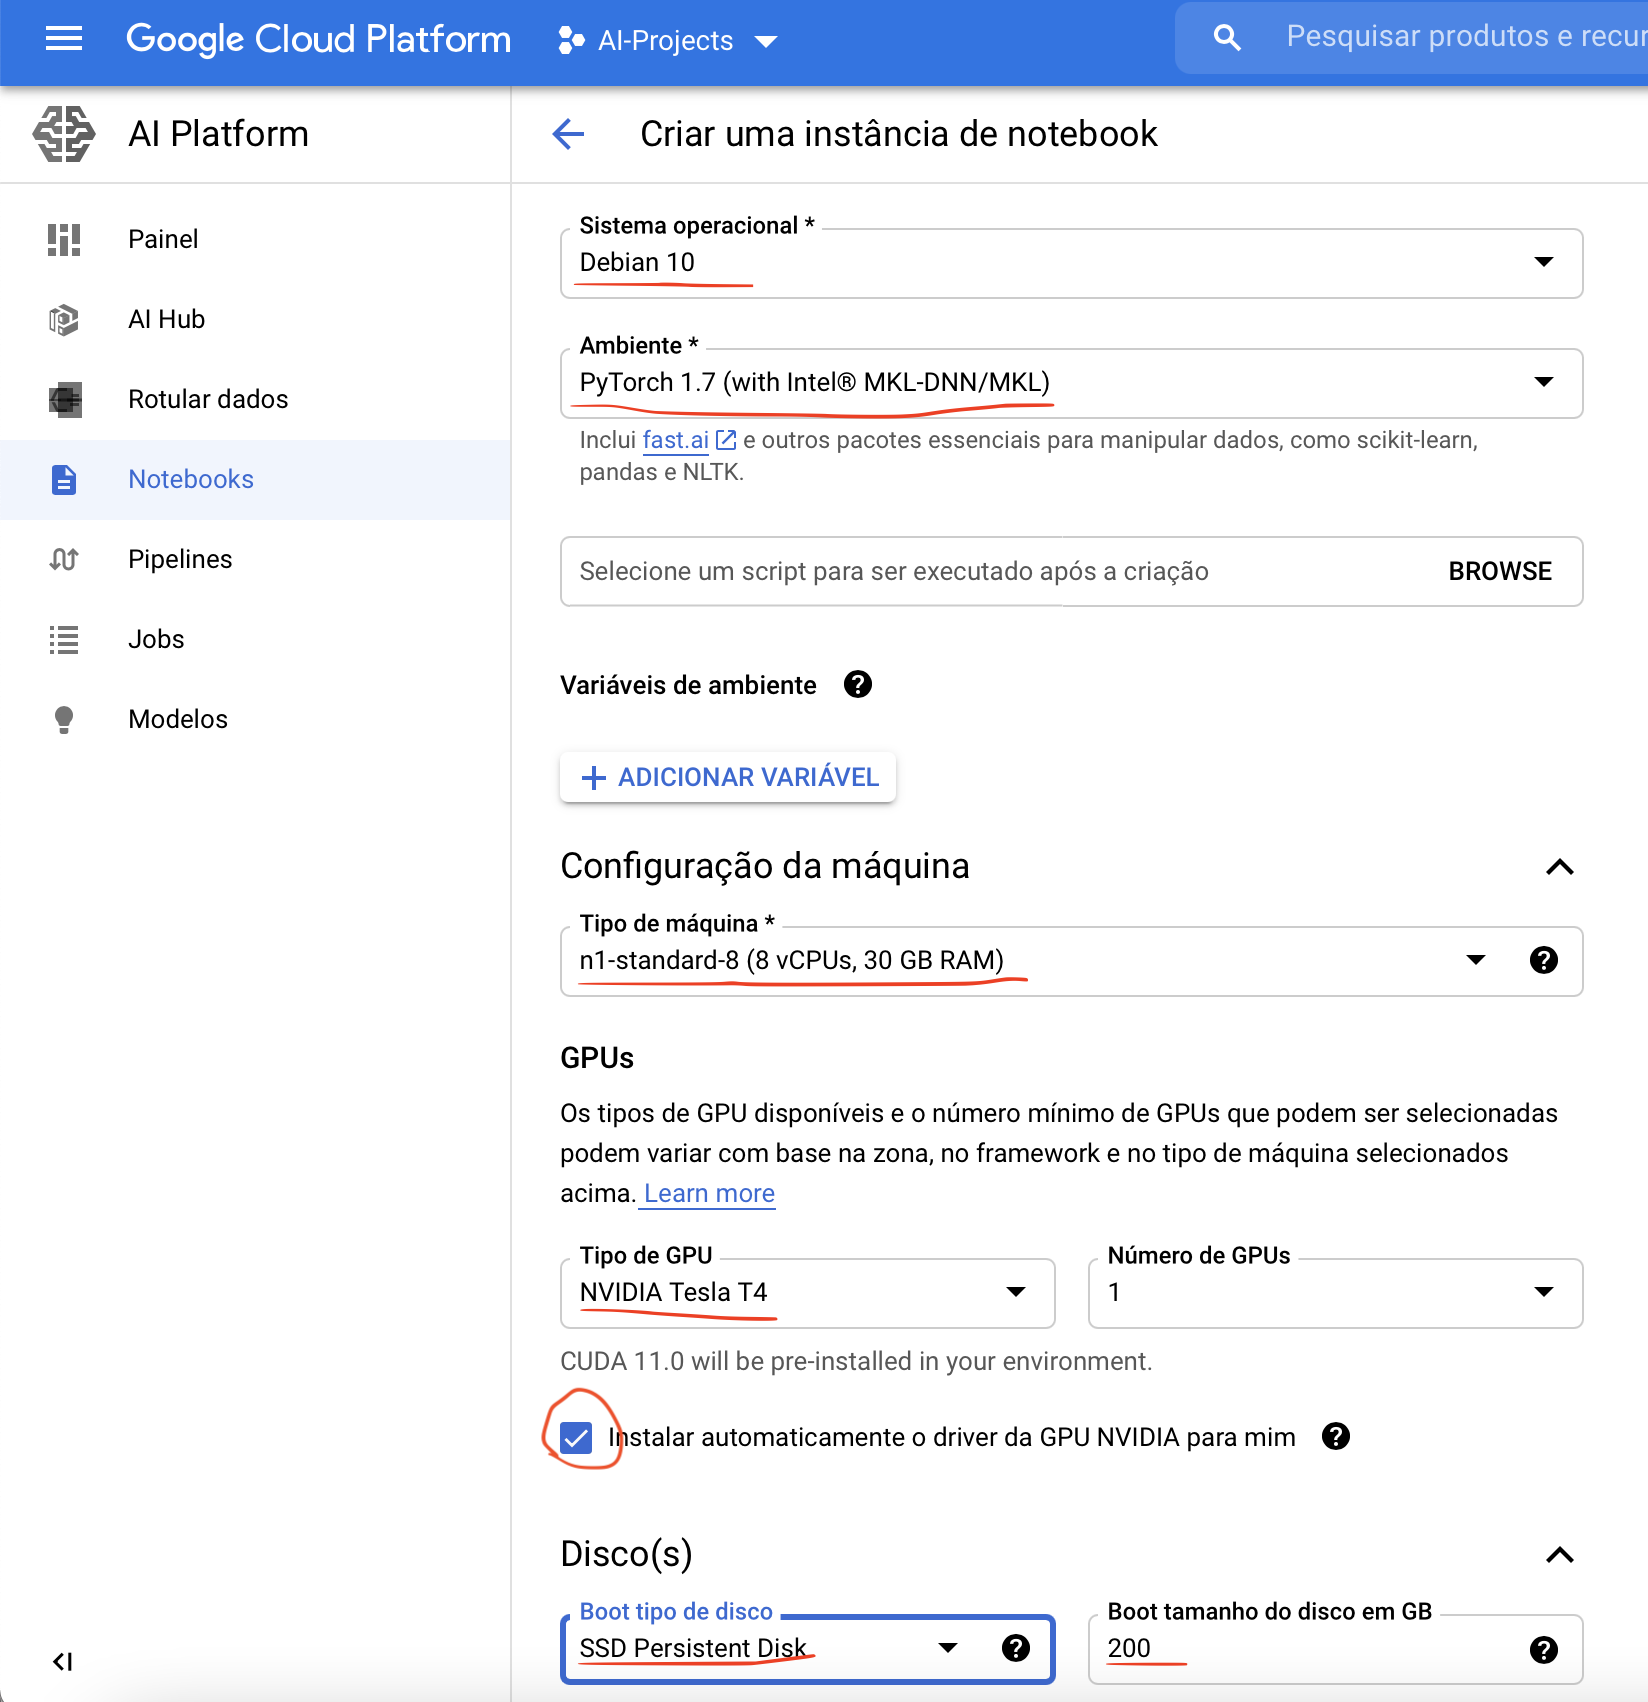 Google Cloud Platform
AI-Projects
Pesquisar produtos e recur
AI Platform
Criar uma instância de notebook
Painel
AI Hub
Rotular dados
Notebooks
Pipelines
Jobs
Modelos
Sistema operacional *
Debian 10
Ambiente *
PyTorch 1.7 (with Intel® MKL-DNN/MKL)
Inclui fast.ai e outros pacotes essenciais para manipular dados, como scikit-learn,
pandas e NLTK.
Selecione um script para ser executado após a criação
BROWSE
Variáveis de ambiente
ADICIONAR VARIÁVEL
Configuração da máquina
Tipo de máquina *
n1-standard-8 (8 vCPUs, 30 GB RAM)
GPUs
Os tipos de GPU disponíveis e o número mínimo de GPUs que podem ser selecionadas
podem variar com base na zona, no framework e no tipo de máquina selecionados
acima. Learn more
Tipo de GPU
NVIDIA Tesla T4
Número de GPUs
1
CUDA 11.0 will be pre-installed in your environment.
Instalar automaticamente o driver da GPU NVIDIA para mim
Disco(s)
Boot tipo de disco
SSD Persistent Disk
Boot tamanho do disco em GB
200